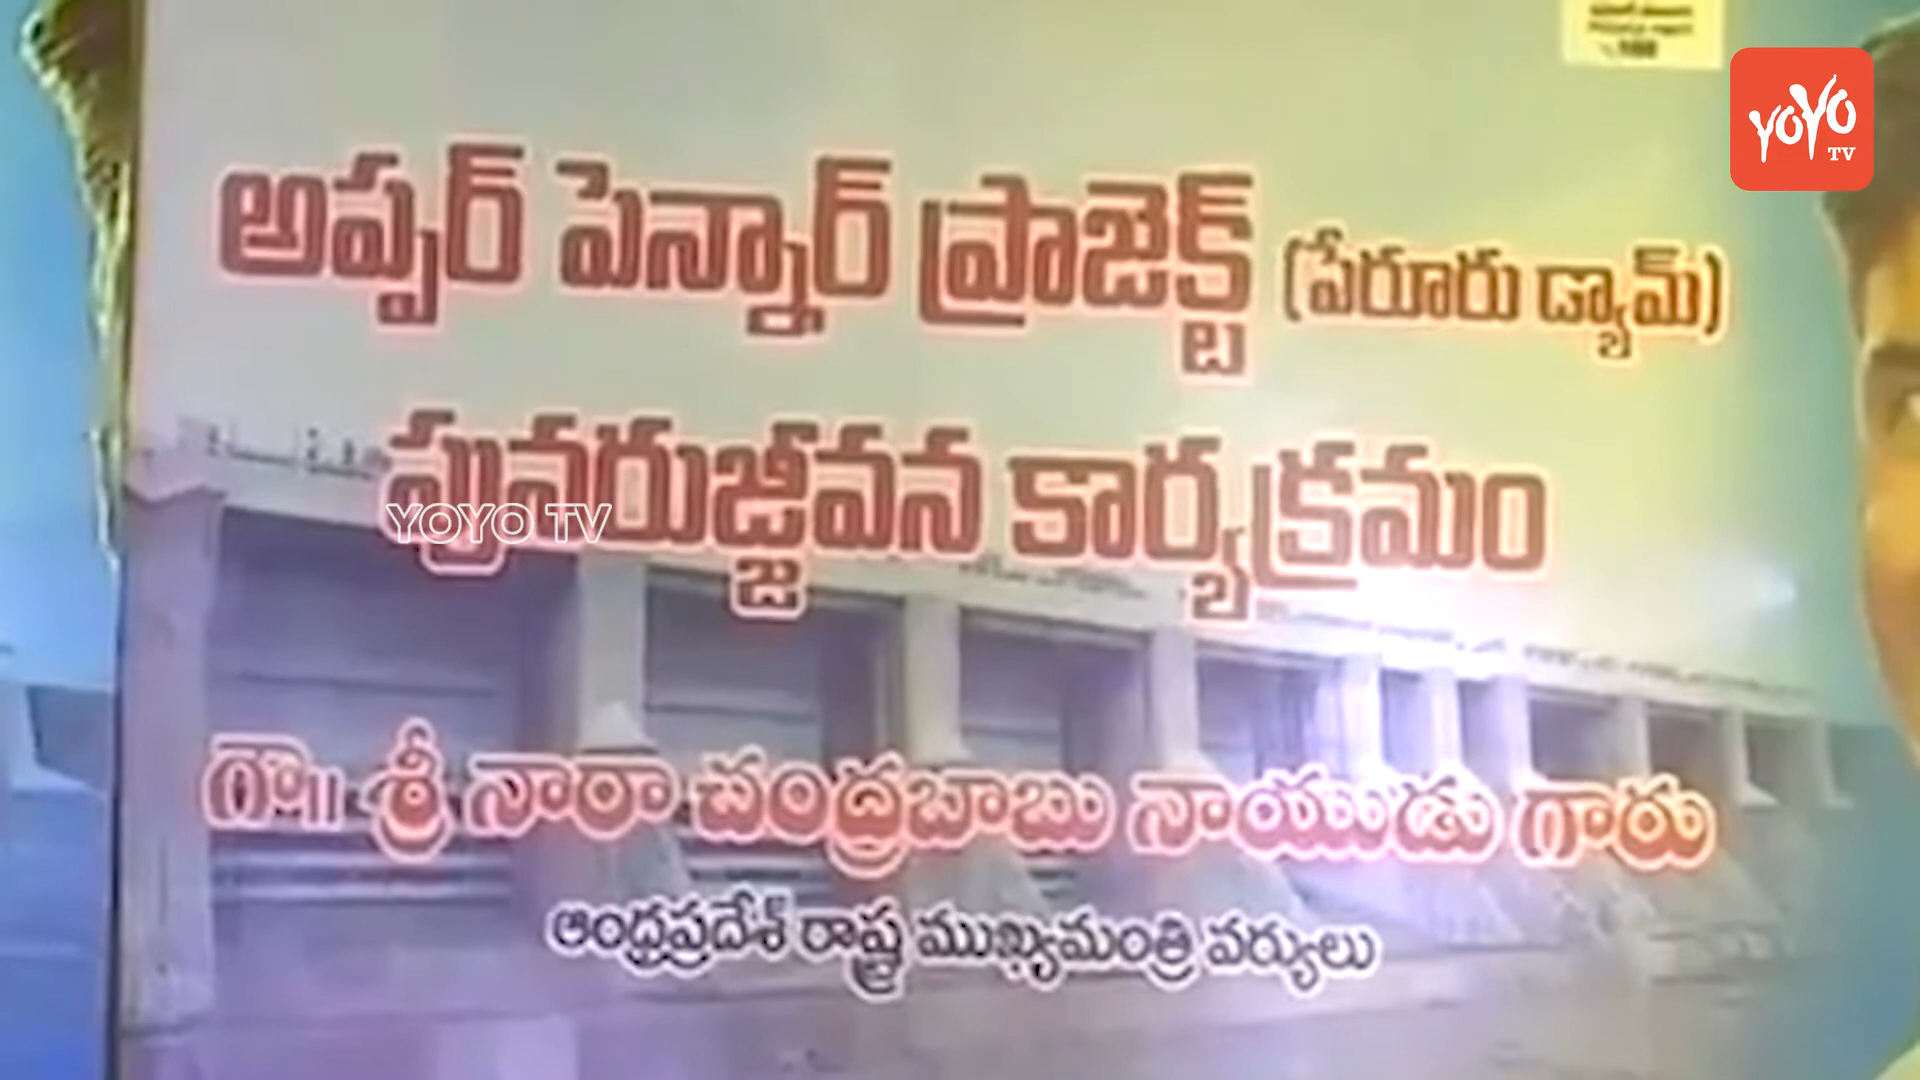 YOYO TV
అప్పర్ పెన్నార్ ప్రాజెక్ట్ (పేరూరు డ్యామ్)
పునరుజ్జీవన కార్యక్రమం
YOYO TV
గౌ|| శ్రీ నారా చంద్రబాబు నాయుడు గారు
ఆంధ్రప్రదేశ్ రాష్ట్ర ముఖ్యమంత్రి వర్యులు